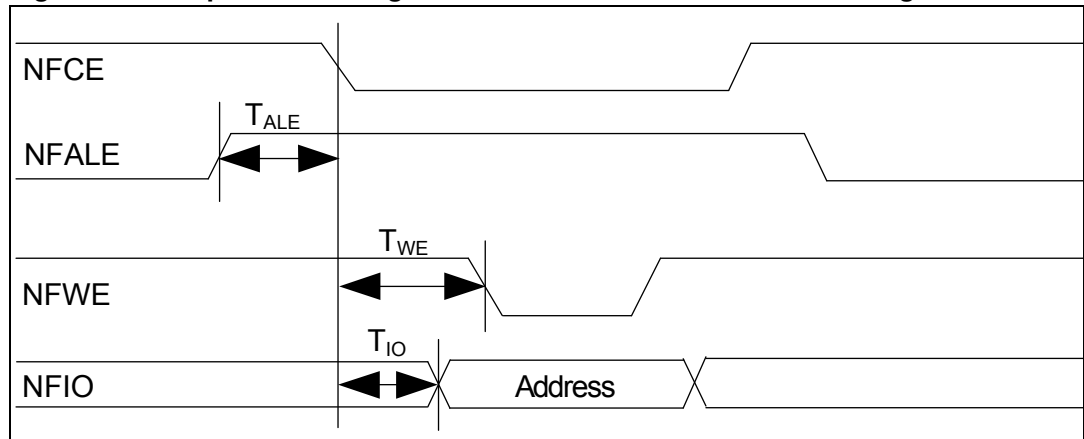 NFCE
T_ALE
NFALE
T_WE
NFWE
T_IO
NFIO
Address